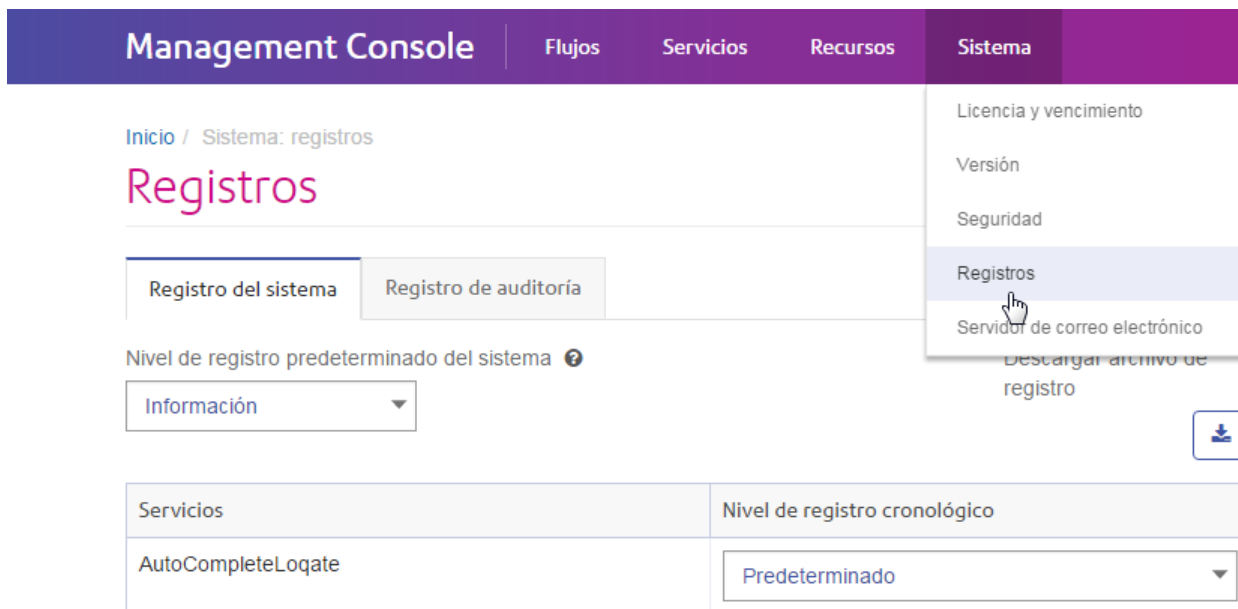 Management Console
Flujos
Servicios
Recursos
Sistema
Licencia y vencimiento
Versión
Seguridad
Registros
Servidor de correo electrónico
Inicio / Sistema: registros
Registros
Registro del sistema
Registro de auditoría
Nivel de registro predeterminado del sistema
Información
Descargar archivo de
registro
Servicios
Nivel de registro cronológico
AutoCompleteLoqate
Predeterminado